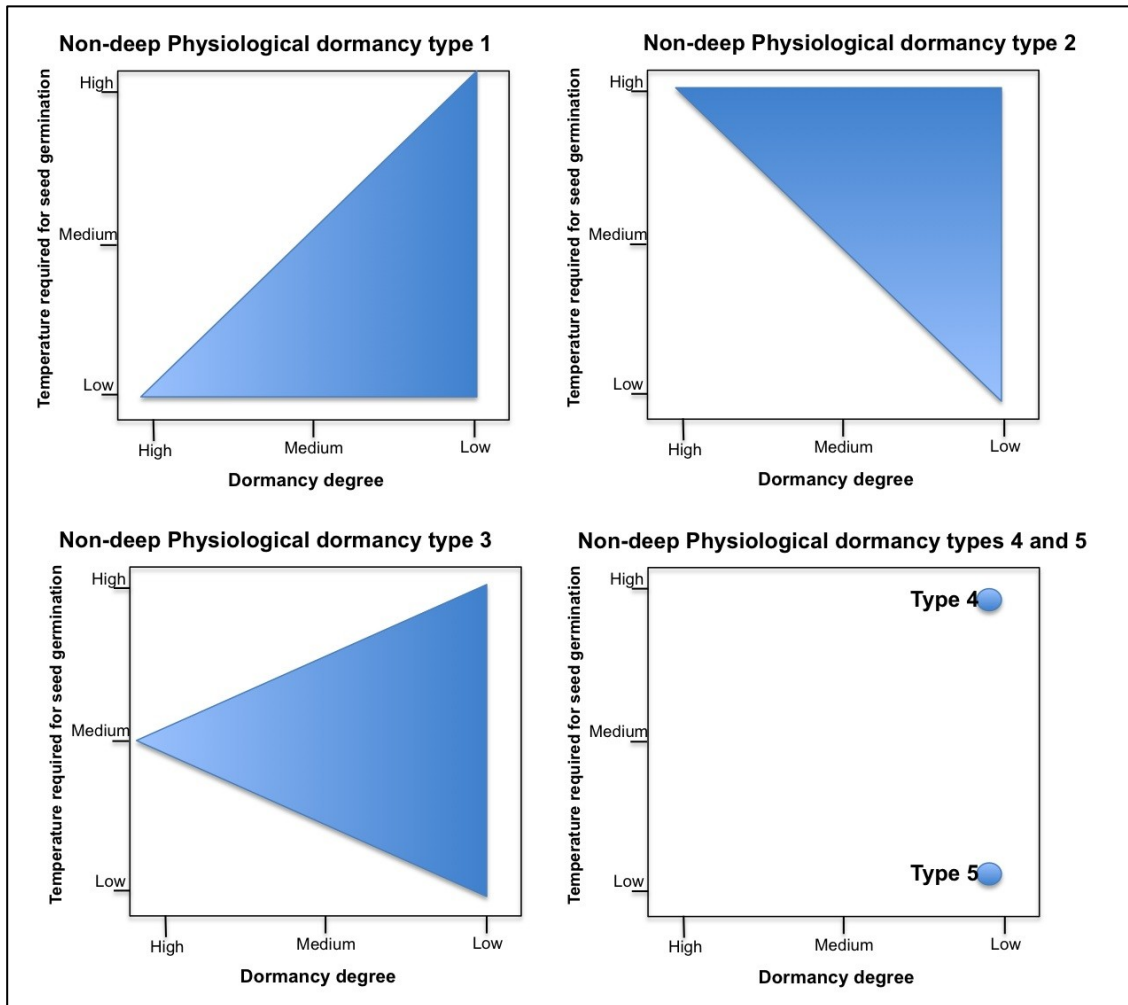 Non-deep Physiological dormancy type 1
Temperature required for seed germination
High
Medium
Low
High
Medium
Low
Dormancy degree
Non-deep Physiological dormancy type 2
Temperature required for seed germination
High
Medium
Low
High
Medium
Low
Dormancy degree
Non-deep Physiological dormancy type 3
Temperature required for seed germination
High
Medium
Low
High
Medium
Low
Dormancy degree
Non-deep Physiological dormancy types 4 and 5
Temperature required for seed germination
High
Medium
Low
Type 4
Type 5
High
Medium
Low
Dormancy degree